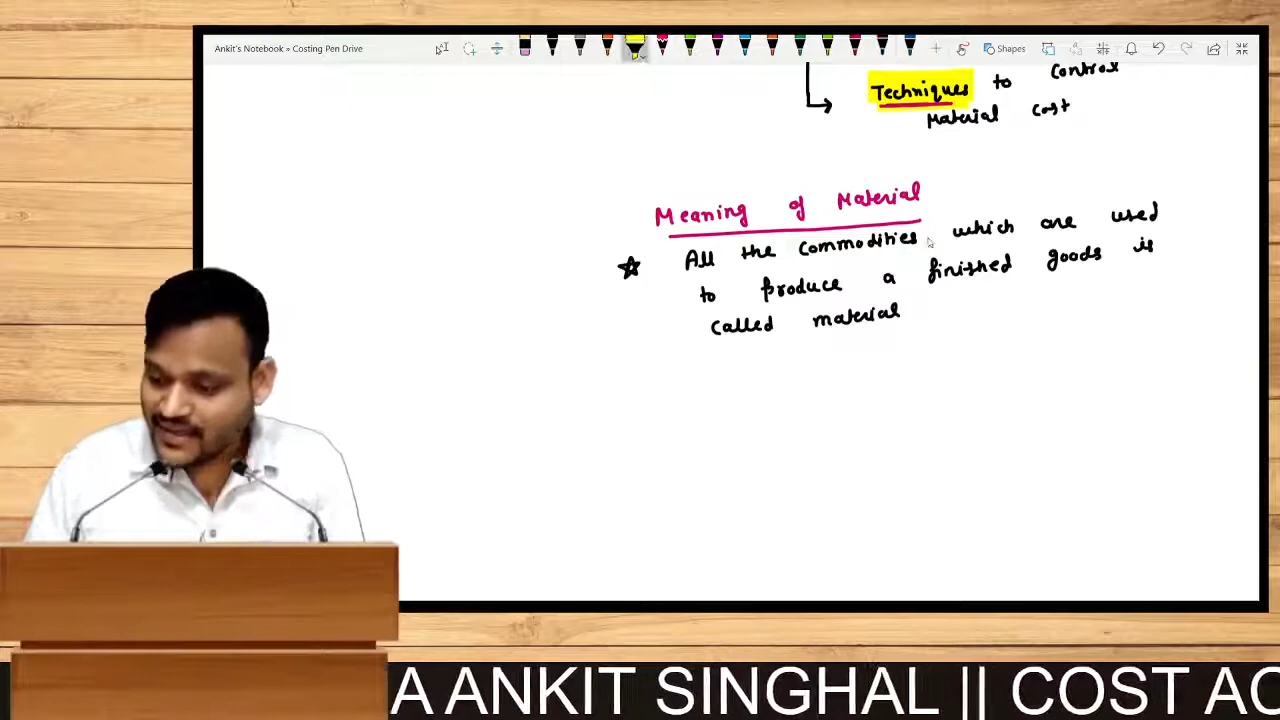 Ankit's Notebook » Costing Pen Drive
Shapes
Techniques to control
Material cost
Meaning of Material
All the commodities which are used
to produce a finished goods is
called material
A ANKIT SINGHAL || COST AC